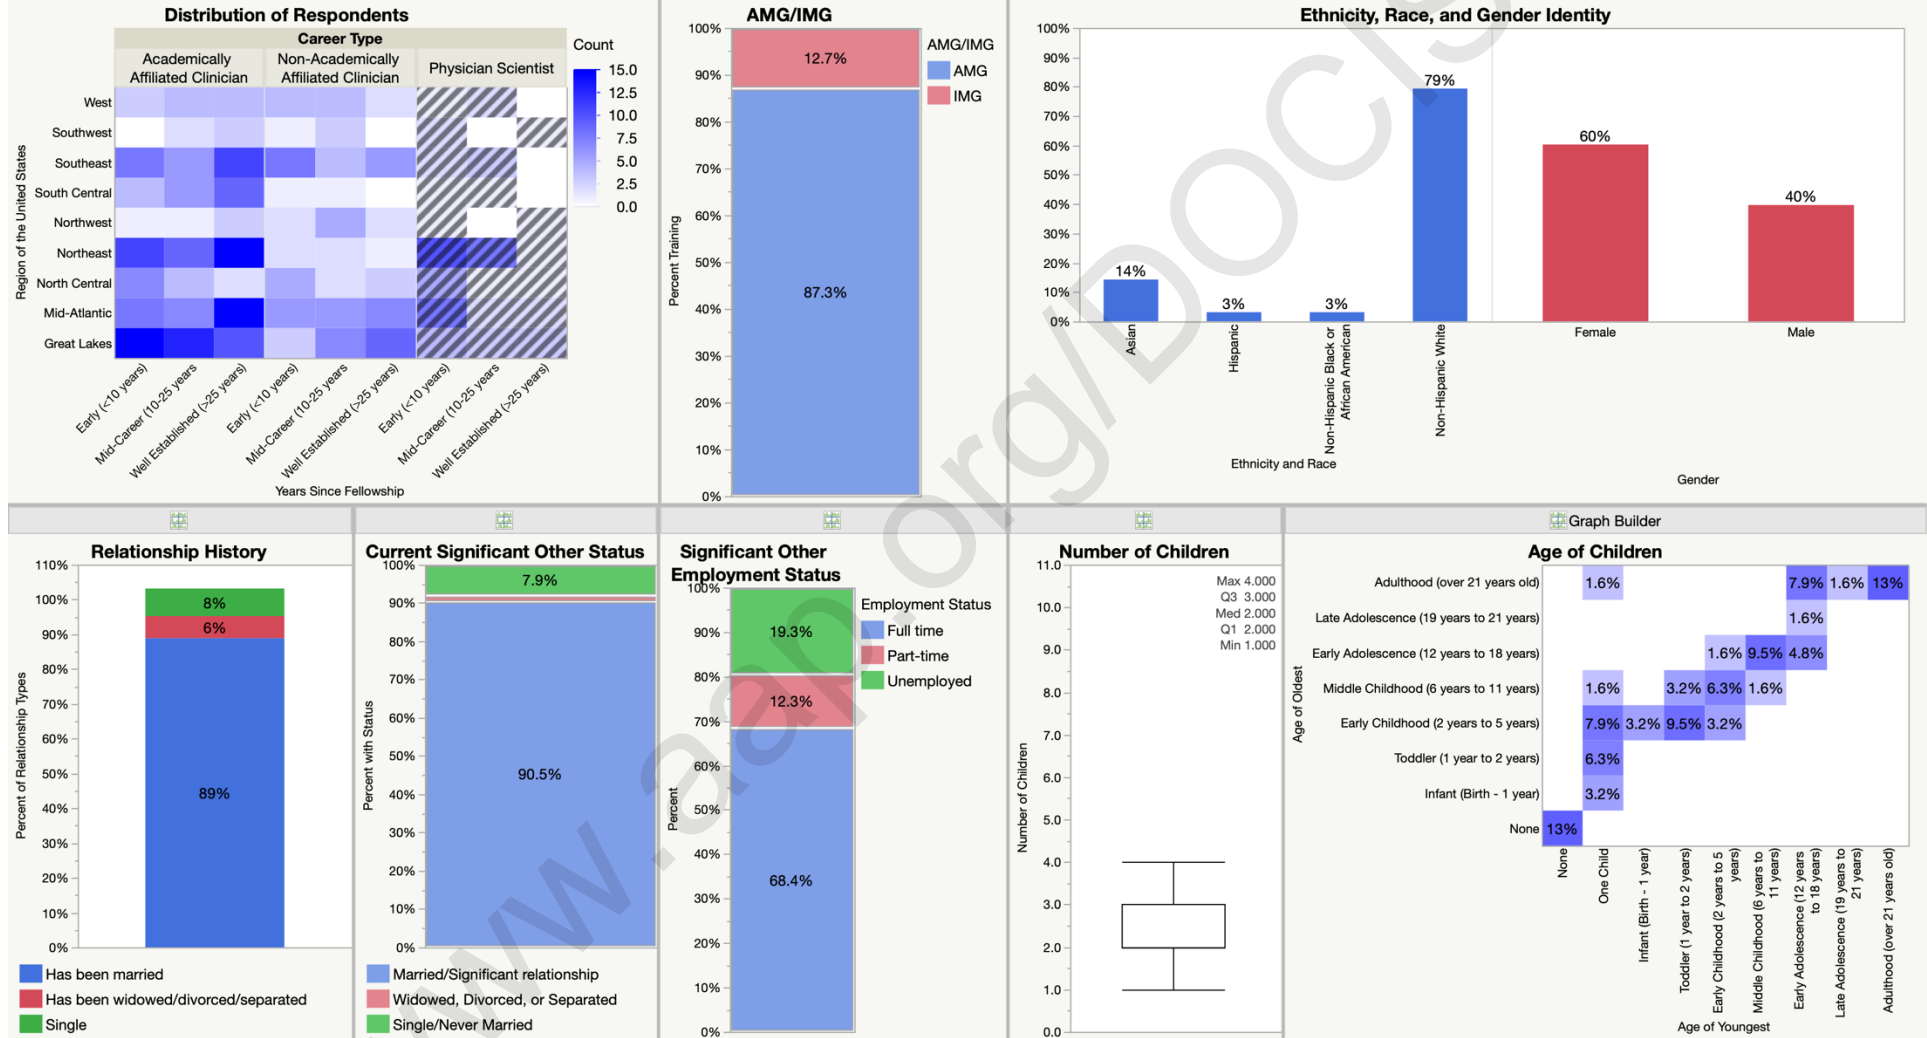 Distribution of Respondents
Career Type
Academically
Affiliated Clinician
Non-Academically
Affiliated Clinician
Physician Scientist
Count
15.0
12.5
10.0
7.5
5.0
2.5
0.0
Region of the United States
West
Southwest
Southeast
South Central
Northwest
Northeast
North Central
Mid-Atlantic
Great Lakes
Early (<10 years)
Mid-Career (10-25 years
Well Established (>25 years)
Early (<10 years)
Mid-Career (10-25 years
Well Established (>25 years)
Early (<10 years)
Mid-Career (10-25 years
Well Established (>25 years)
Years Since Fellowship
AMG/IMG
Percent Training
100%
90%
80%
70%
60%
50%
40%
30%
20%
10%
0%
12.7%
87.3%
AMG/IMG
AMG
IMG
Ethnicity, Race, and Gender Identity
100%
90%
80%
70%
60%
50%
40%
30%
20%
10%
0%
14%
3%
3%
79%
60%
40%
Asian
Hispanic
Non-Hispanic Black or
African American
Non-Hispanic White
Female
Male
Ethnicity and Race
Gender
Relationship History
Percent of Relationship Types
110%
100%
90%
80%
70%
60%
50%
40%
30%
20%
10%
0%
8%
6%
89%
Has been married
Has been widowed/divorced/separated
Single
Current Significant Other Status
Percent with Status
100%
90%
80%
70%
60%
50%
40%
30%
20%
10%
0%
7.9%
90.5%
Married/Significant relationship
Widowed, Divorced, or Separated
Single/Never Married
Significant Other
Employment Status
Percent
100%
90%
80%
70%
60%
50%
40%
30%
20%
10%
0%
19.3%
12.3%
68.4%
Employment Status
Full time
Part-time
Unemployed
Number of Children
Number of Children
11.0
10.0
9.0
8.0
7.0
6.0
5.0
4.0
3.0
2.0
1.0
0.0
Max 4.000
Q3 3.000
Med 2.000
Q1 2.000
Min 1.000
Graph Builder
Age of Children
Age of Oldest
Adulthood (over 21 years old) 1.6% 7.9% 1.6% 13%
Late Adolescence (19 years to 21 years) 1.6%
Early Adolescence (12 years to 18 years) 1.6% 9.5% 4.8%
Middle Childhood (6 years to 11 years) 1.6% 3.2% 6.3% 1.6%
Early Childhood (2 years to 5 years) 7.9% 3.2% 9.5% 3.2%
Toddler (1 year to 2 years) 6.3%
Infant (Birth - 1 year) 3.2%
None 13%
None
One Child
Infant (Birth - 1 year)
Toddler (1 year to 2 years)
Early Childhood (2 years to 5
years)
Middle Childhood (6 years to
11 years)
Early Adolescence (12 years
to 18 years)
Late Adolescence (19 years to
21 years)
Adulthood (over 21 years old)
Age of Youngest
www.aap.org/DOCIS